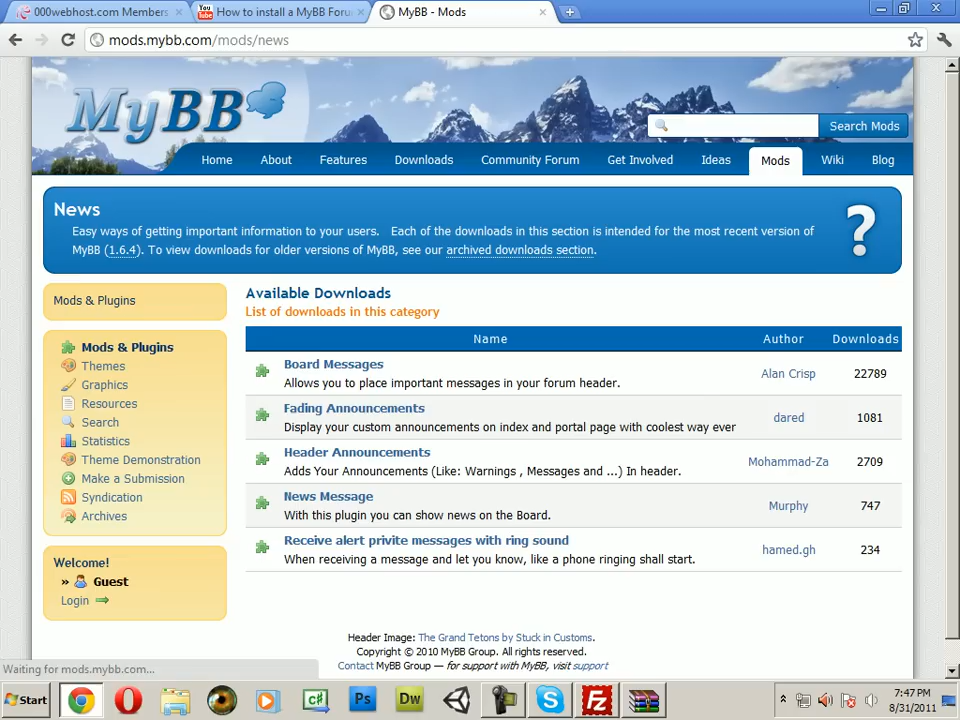 000webhost.com Members
How to install a MyBB Foru
MyBB - Mods
mods.mybb.com/mods/news
MyBB
Search Mods
Home
About
Features
Downloads
Community Forum
Get Involved
Ideas
Mods
Wiki
Blog
News
Easy ways of getting important information to your users. Each of the downloads in this section is intended for the most recent version of
MyBB (1.6.4). To view downloads for older versions of MyBB, see our archived downloads section.
?
Mods & Plugins
Mods & Plugins
Themes
Graphics
Resources
Search
Statistics
Theme Demonstration
Make a Submission
Syndication
Archives
Welcome!
» Guest
Login
Available Downloads
List of downloads in this category
Name Author Downloads
Board Messages
Allows you to place important messages in your forum header.
Alan Crisp 22789
Fading Announcements
Display your custom announcements on index and portal page with coolest way ever
dared 1081
Header Announcements
Adds Your Announcements (Like: Warnings , Messages and ...) In header.
Mohammad-Za 2709
News Message
With this plugin you can show news on the Board.
Murphy 747
Receive alert privite messages with ring sound
When receiving a message and let you know, like a phone ringing shall start.
hamed.gh 234
Header Image: The Grand Tetons by Stuck in Customs.
Copyright © 2010 MyBB Group. All rights reserved.
Contact MyBB Group — for support with MyBB, visit support
Waiting for mods.mybb.com...
Start
Ps
Dw
7:47 PM
8/31/2011